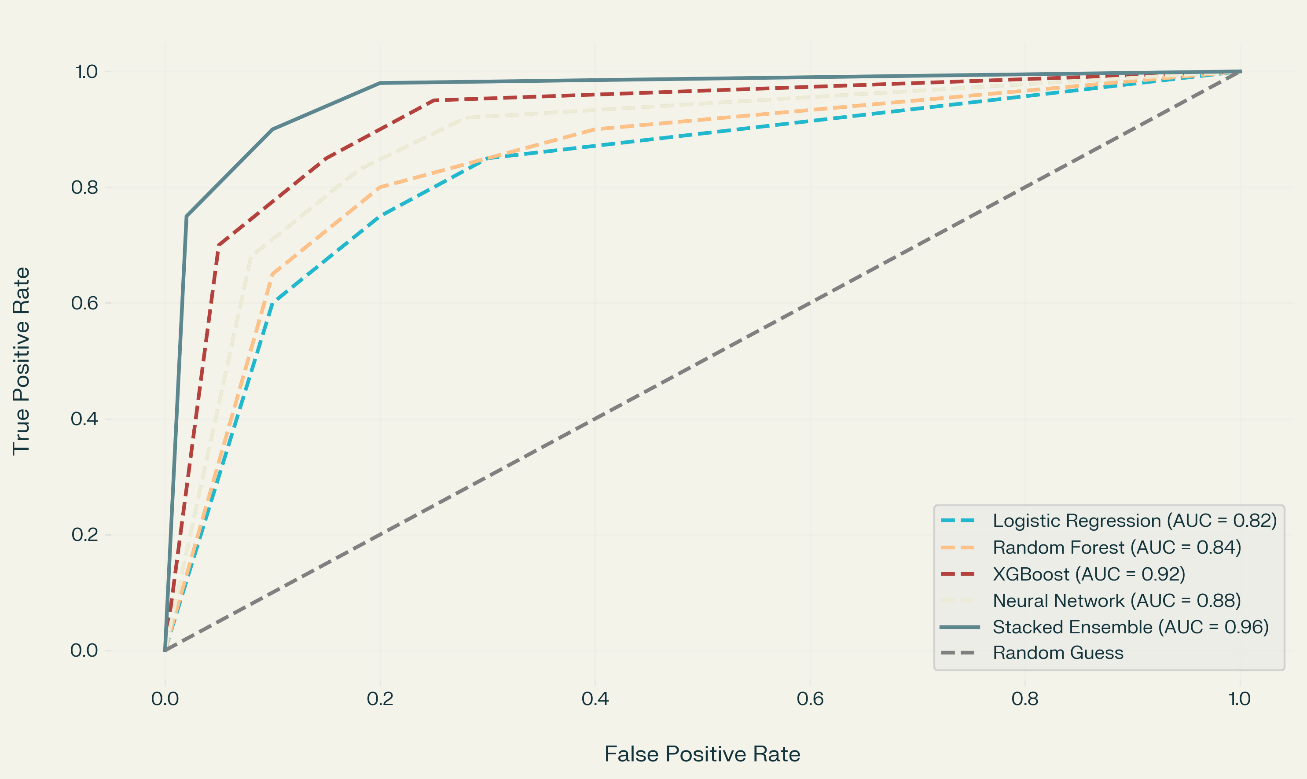 1.0
0.8
0.6
0.4
0.2
0.0
True Positive Rate
Logistic Regression (AUC = 0.82)
Random Forest (AUC = 0.84)
XGBoost (AUC = 0.92)
Neural Network (AUC = 0.88)
Stacked Ensemble (AUC = 0.96)
Random Guess
0.0 0.2 0.4 0.6 0.8 1.0
False Positive Rate